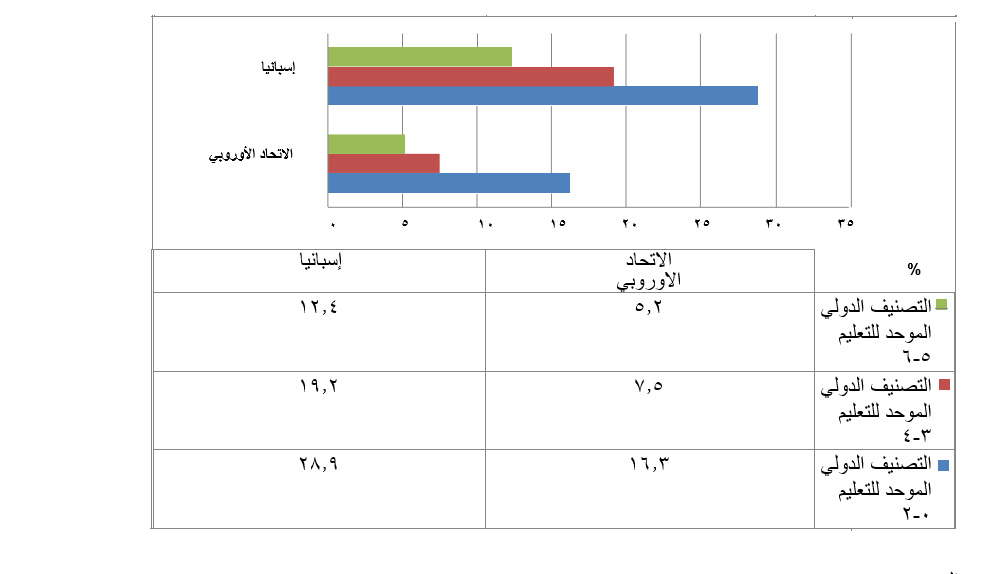 إسبانيا
الاتحاد الأوروبي
٠ ٥ ١٠ ١٥ ٢٠ ٢٥ ٣٠ ٣٥
% الاتحاد إسبانيا
الاوروبي
التصنيف الدولي ٥,٢ ١٢,٤
الموحد للتعليم
٥-٦
التصنيف الدولي ٧,٥ ١٩,٢
الموحد للتعليم
٣-٤
التصنيف الدولي ١٦,٣ ٢٨,٩
الموحد للتعليم
٠-٢